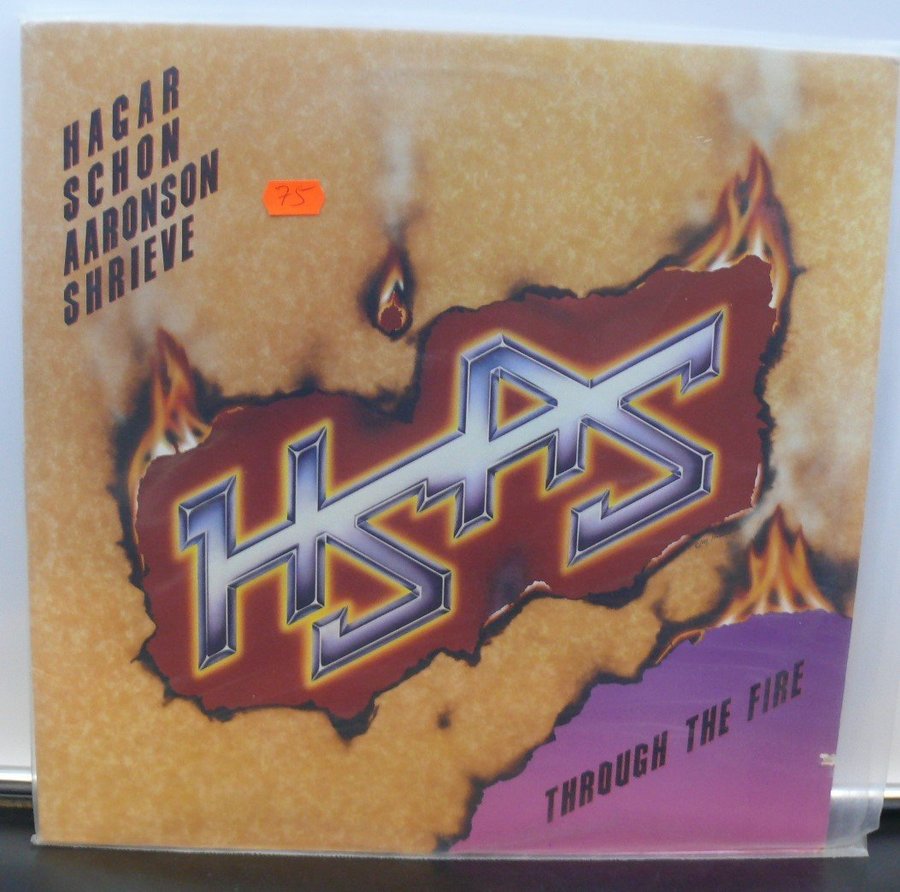 HAGAR
SCHON
AARONSON
SHRIEVE
75
HSAS
THROUGH THE FIRE